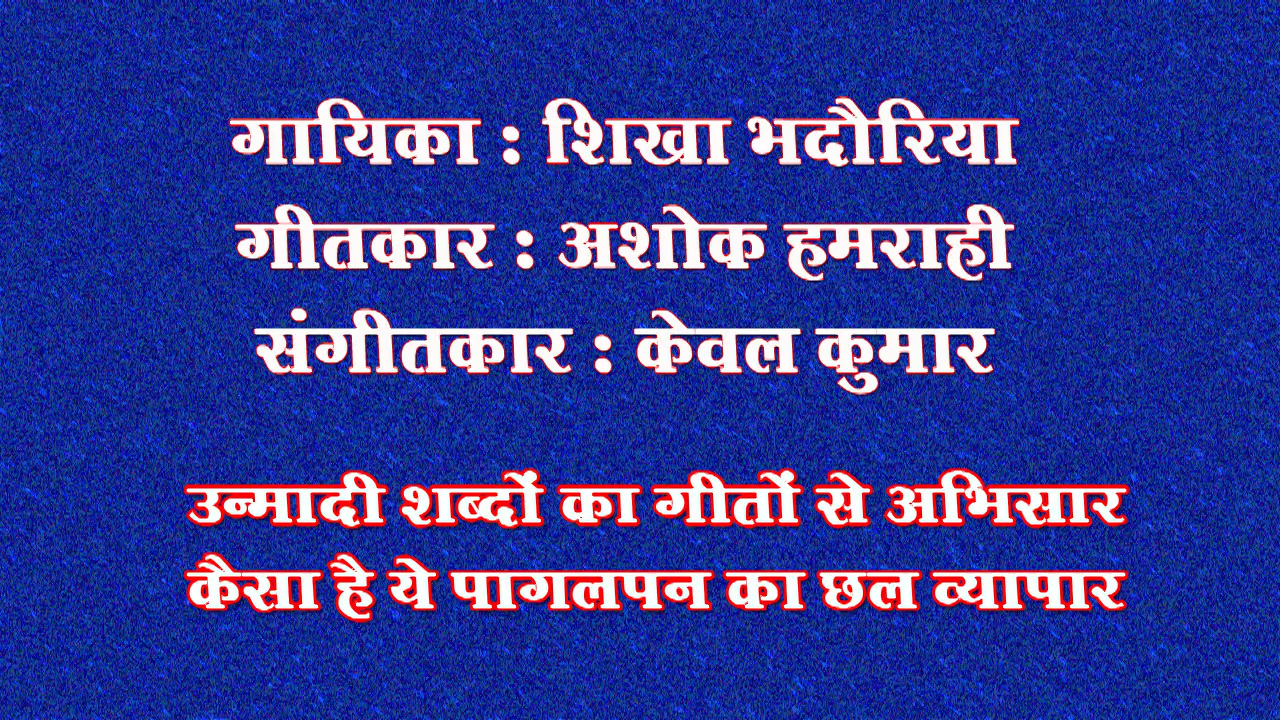 गायिका : शिखा भदौरिया
गीतकार : अशोक हमराही
संगीतकार : केवल कुमार
उन्मादी शब्दों का गीतों से अभिसार
कैसा है ये पागलपन का छल व्यापार